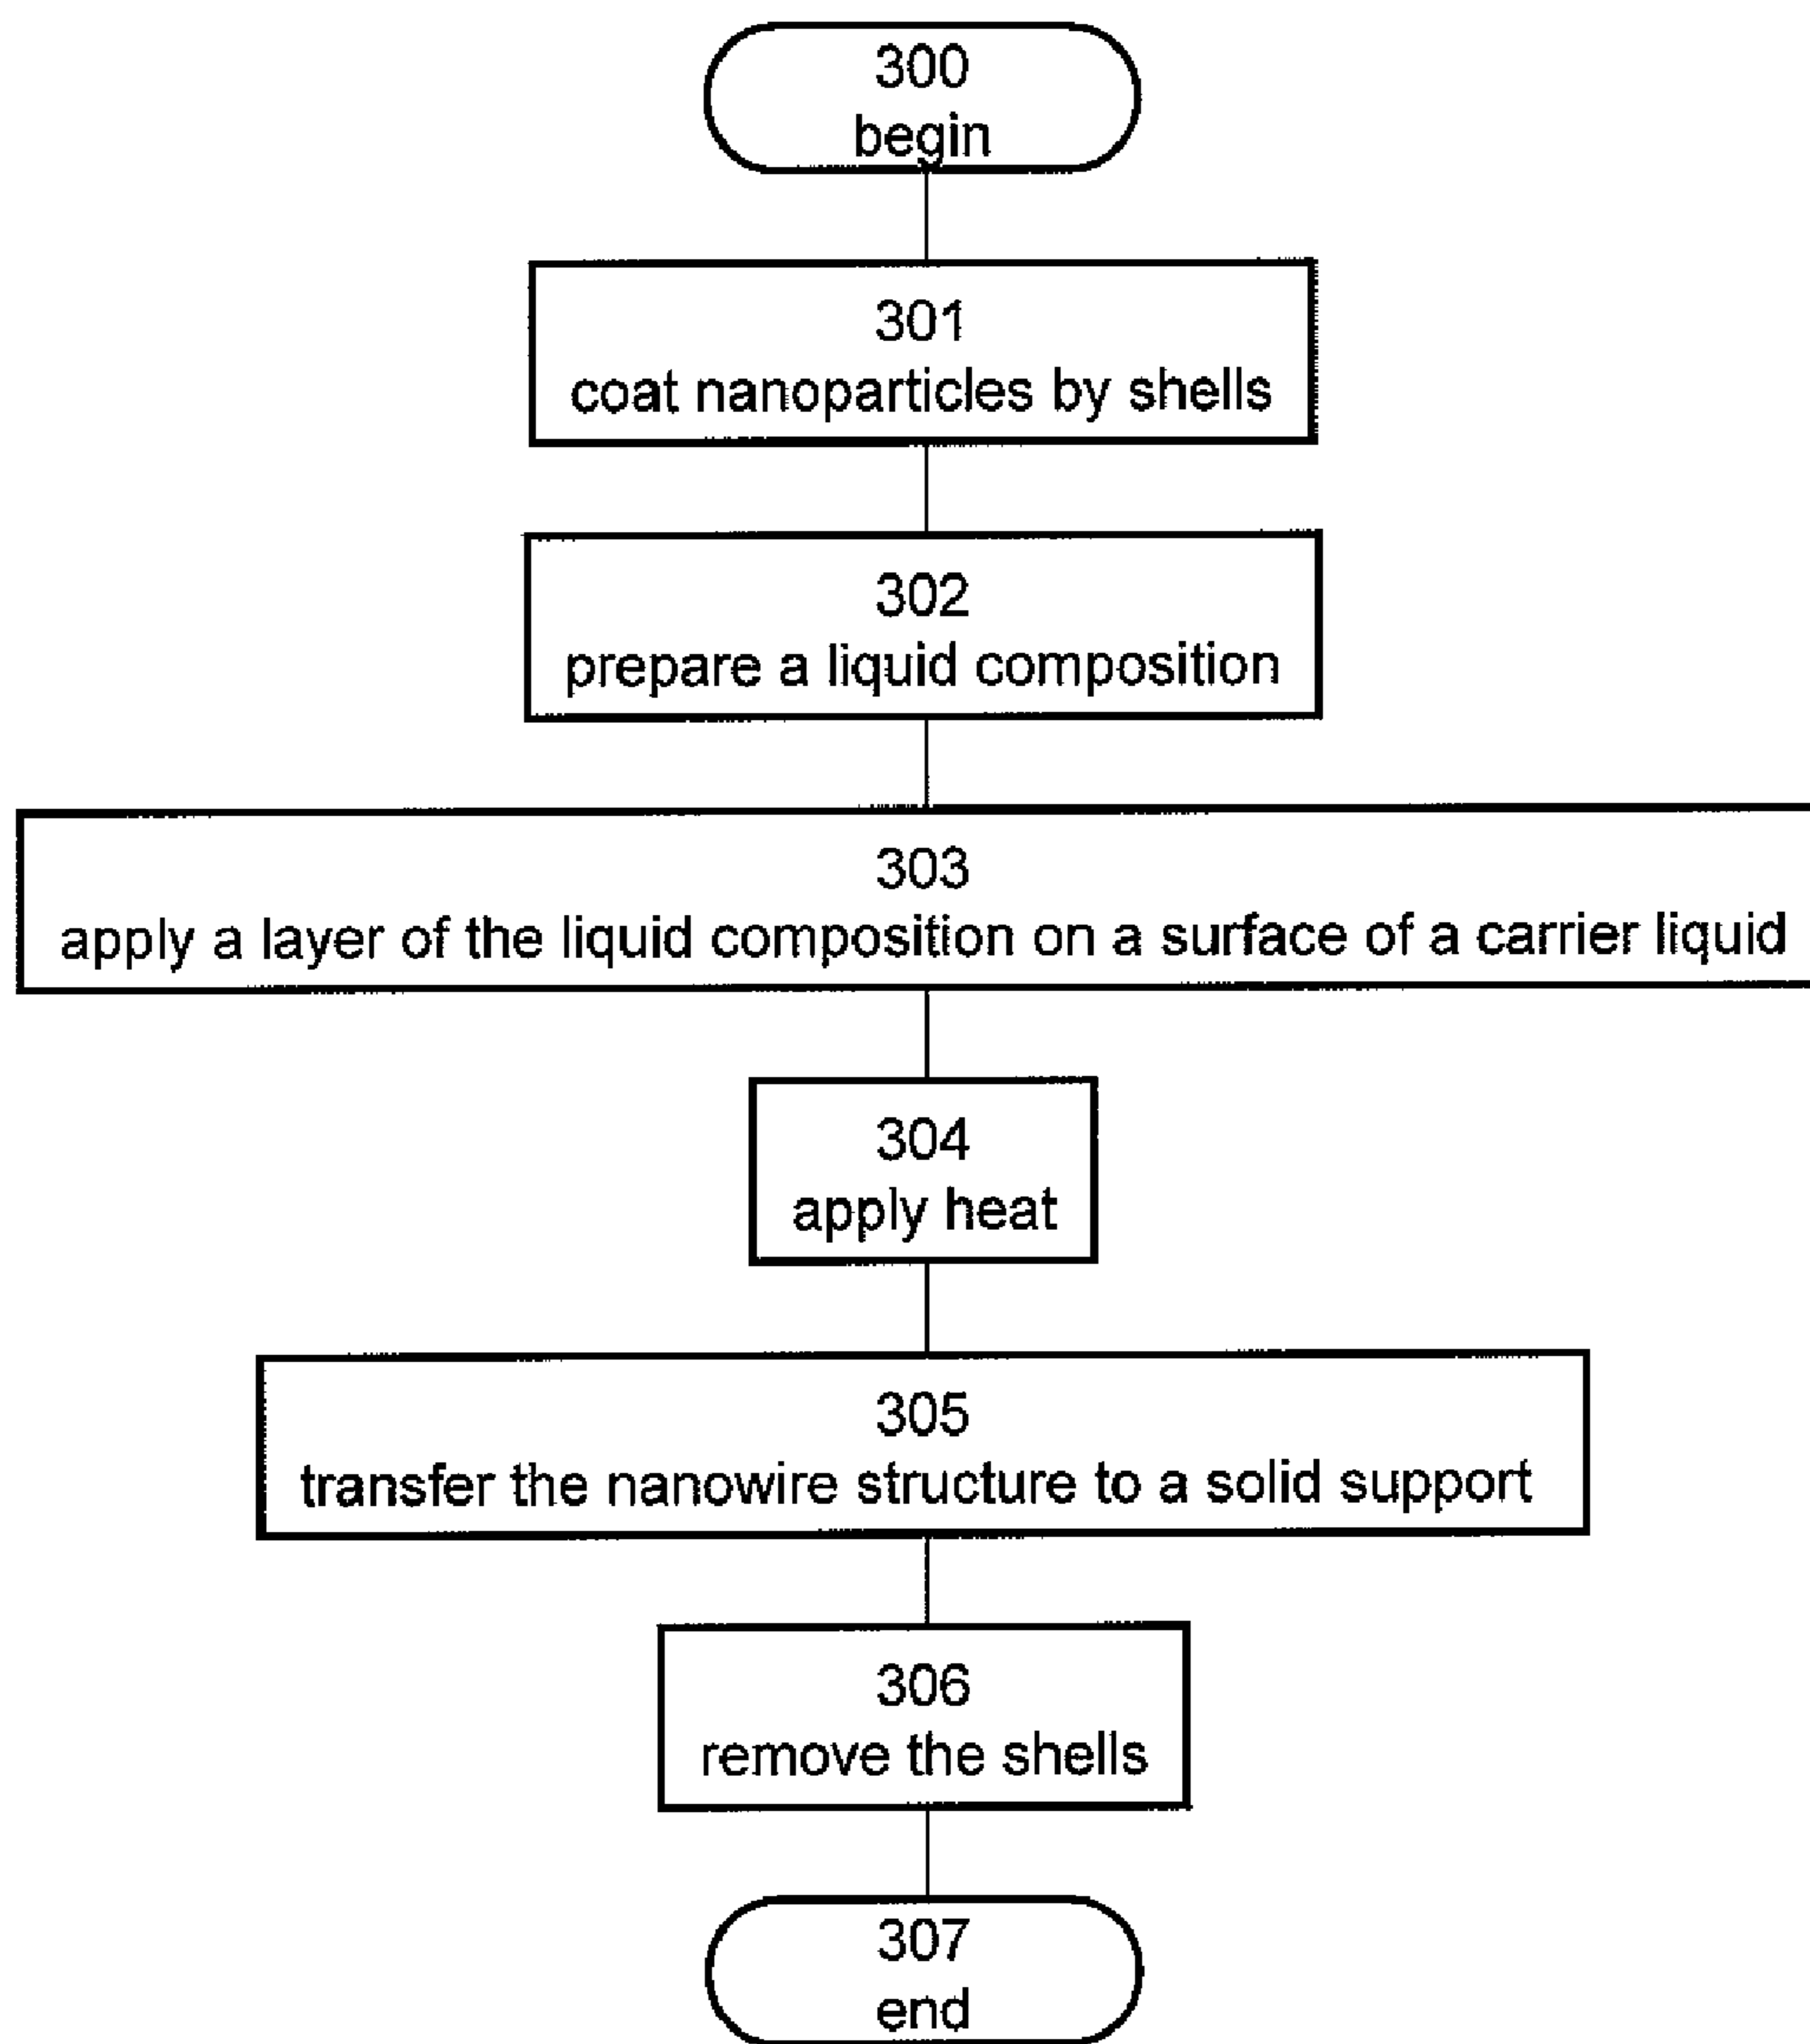 300
begin
301
coat nanoparticles by shells
302
prepare a liquid composition
303
apply a layer of the liquid composition on a surface of a carrier liquid
304
apply heat
305
transfer the nanowire structure to a solid support
306
remove the shells
307
end